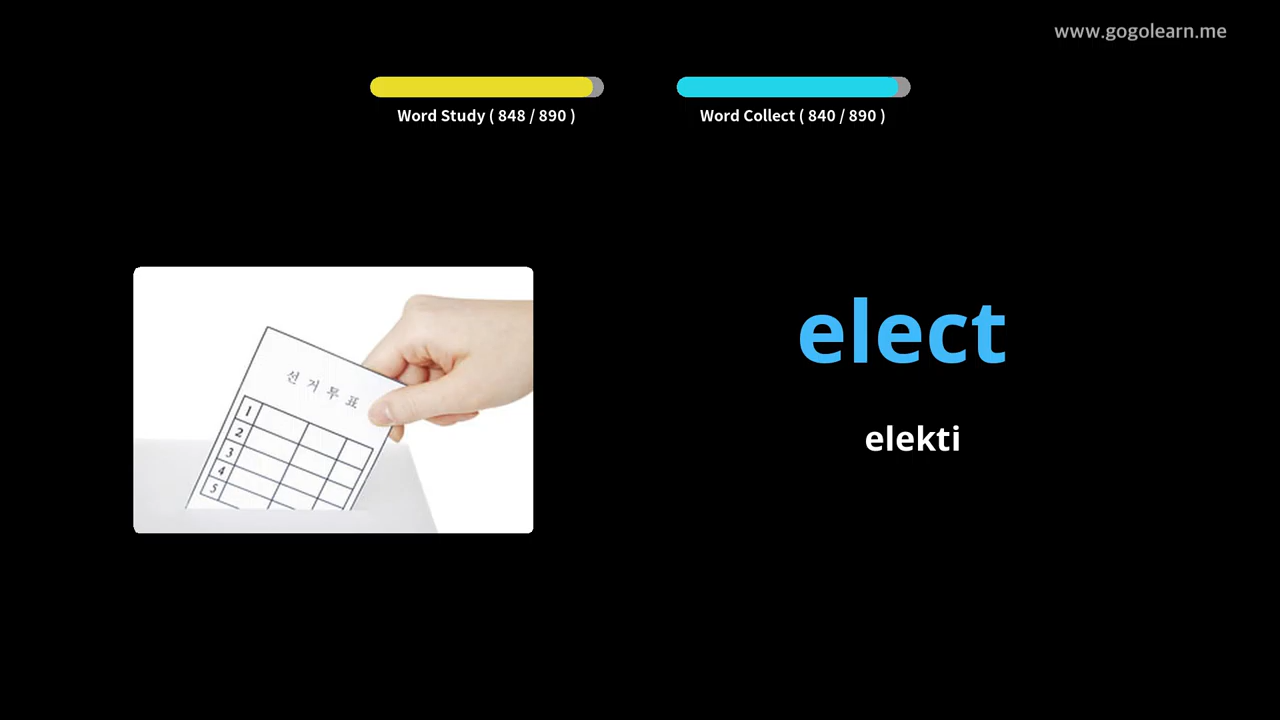 www.gogolearn.me
Word Study ( 848 / 890 )
Word Collect ( 840 / 890 )
선거투표
1
2
3
4
5
elect
elekti